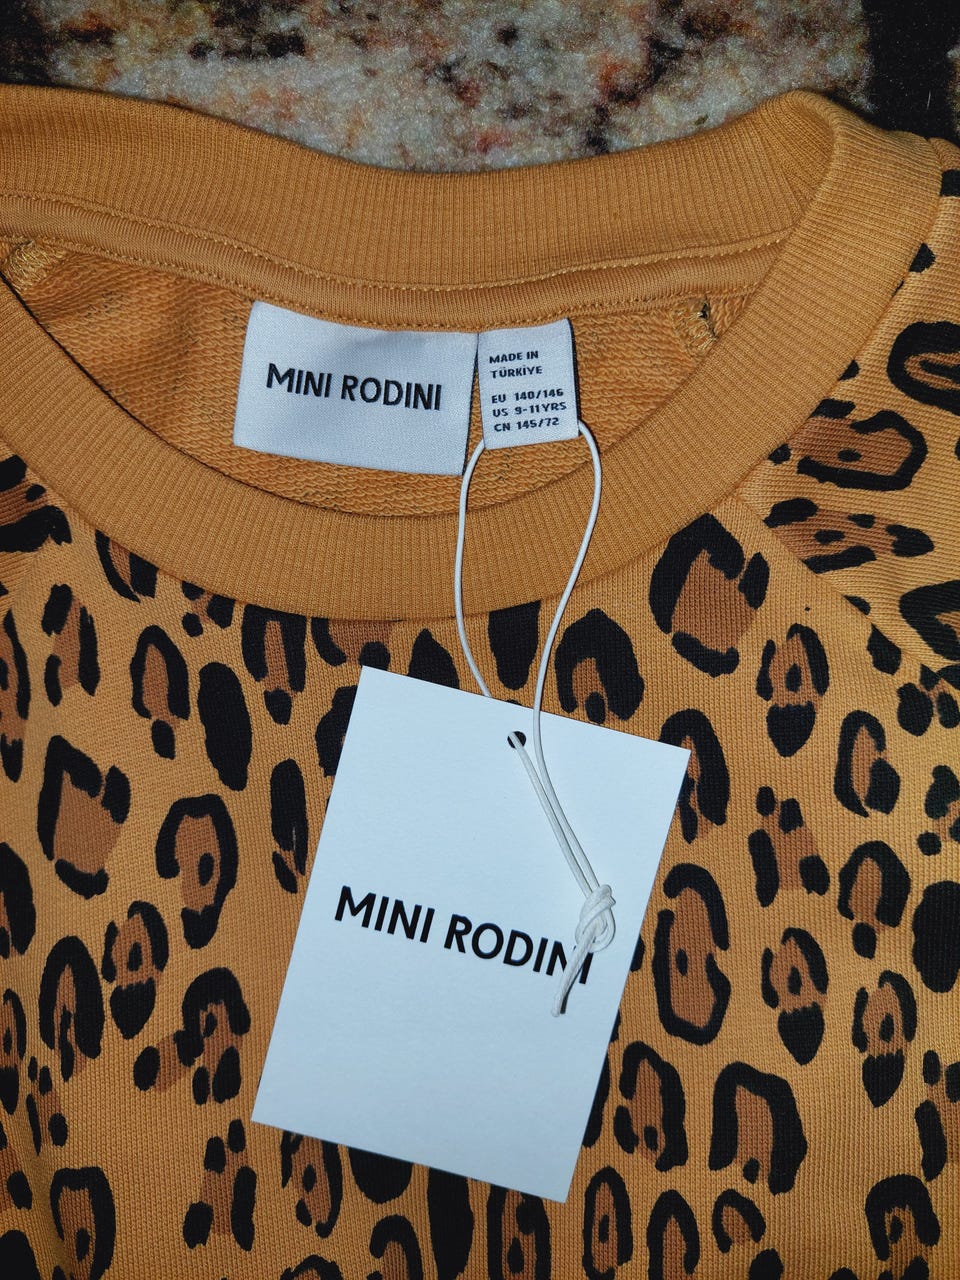 MINI RODINI
MADE IN
TÜRKİYE
EU 140/146
US 9-11YRS
CN 145/72
MINI RODINI